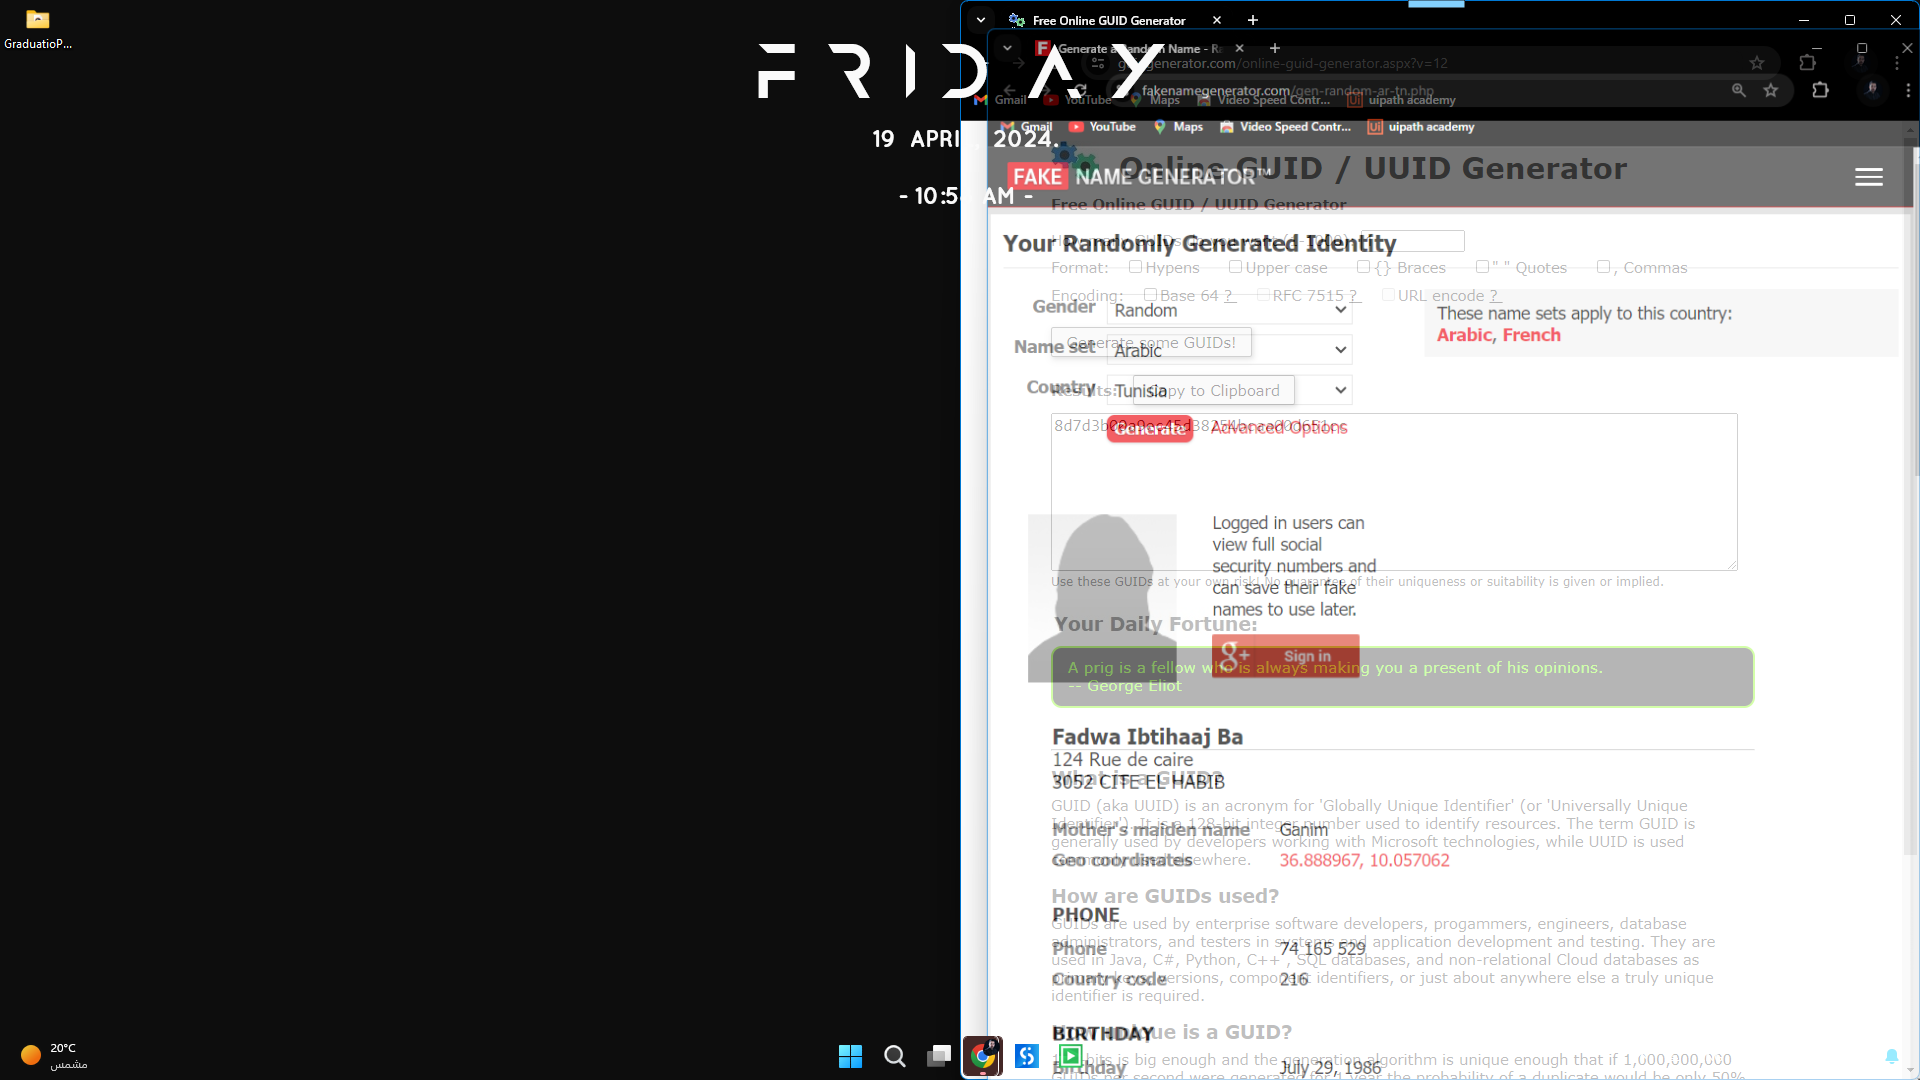 GraduatioP...
FRIDAY
19 APRI 2024.
- 10:5 AM -
Free Online GUID Generator
Generate a Random Name - Ra
generator.com/online-guid-generator.aspx?v=12
fakenamegenerator.com/gen-random-ar-tn.php
Gmail YouTube Maps Video Speed Contr... uipath academy
Gmail YouTube Maps Video Speed Contr... uipath academy
Online GUID / UUID Generator
FAKE NAME GENERATOR™
Free Online GUID / UUID Generator
Your Randomly Generated Identity
Format: Hypens Upper case {} Braces " " Quotes , Commas
Encoding: Base 64 ? RFC 7515 ? URL encode ?
Gender Random
These name sets apply to this country:
Arabic, French
Generate some GUIDs!
Name set Arabic
Country Tunisia
Results: Copy to Clipboard
Generate Advanced Options
Logged in users can
view full social
security numbers and
can save their fake
names to use later.
Use these GUIDs at your own risk! No guarantee of their uniqueness or suitability is given or implied.
Your Daily Fortune:
g+ Sign in
A prig is a fellow who is always making you a present of his opinions.
-- George Eliot
Fadwa Ibtihaaj Ba
124 Rue de caire
3052 CITE EL HABIB
What is a GUID?
GUID (aka UUID) is an acronym for 'Globally Unique Identifier' (or 'Universally Unique
Identifier'). It is a 128-bit integer number used to identify resources. The term GUID is
generally used by developers working with Microsoft technologies, while UUID is used
everywhere.
Mother's maiden name Ganim
Geo coordinates 36.888967, 10.057062
How are GUIDs used?
PHONE
GUIDs are used by enterprise software developers, progammers, engineers, database
administrators, and testers in systems and application development and testing. They are
used in Java, C#, Python, C++ , SQL databases, and non-relational Cloud databases as
primary keys, versions, component identifiers, or just about anywhere else a truly unique
identifier is required.
Phone 74 165 529
Country code 216
How unique is a GUID?
BIRTHDAY
bits is big enough and the generation algorithm is unique enough that if 1,000,000,000
GUIDs per second were generated for 1 year the probability of a duplicate would be only 50%
Birthday July 29, 1986
20°C
مشمس